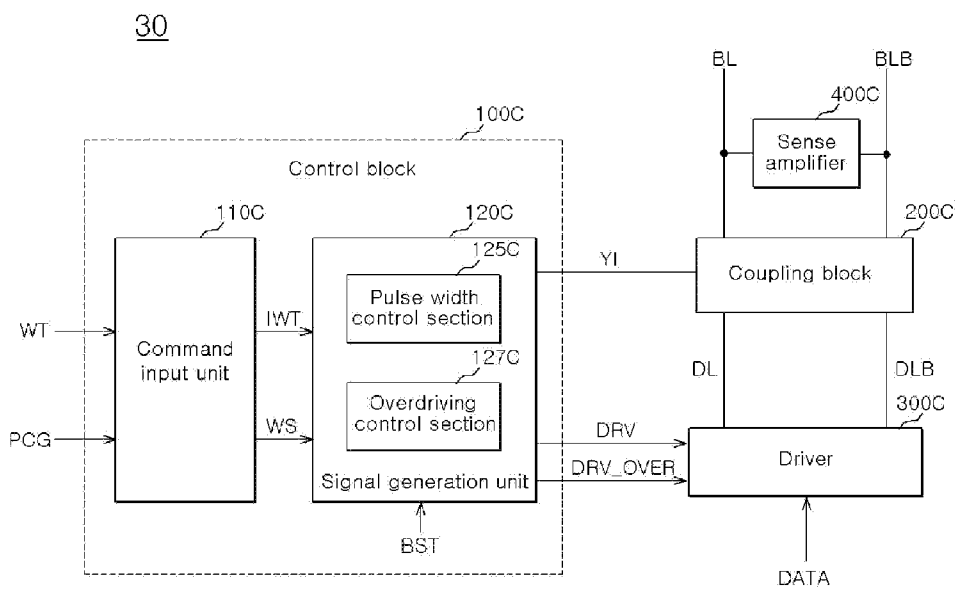 30
BL
BLB
400C
Sense
amplifier
100C
Control block
110C
120C
200C
125C
YI
Coupling block
Pulse width
control section
WT
IWT
Command
input unit
127C
DL
DLB
Overdriving
control section
300C
PCG
WS
DRV
Driver
DRV_OVER
Signal generation unit
BST
DATA